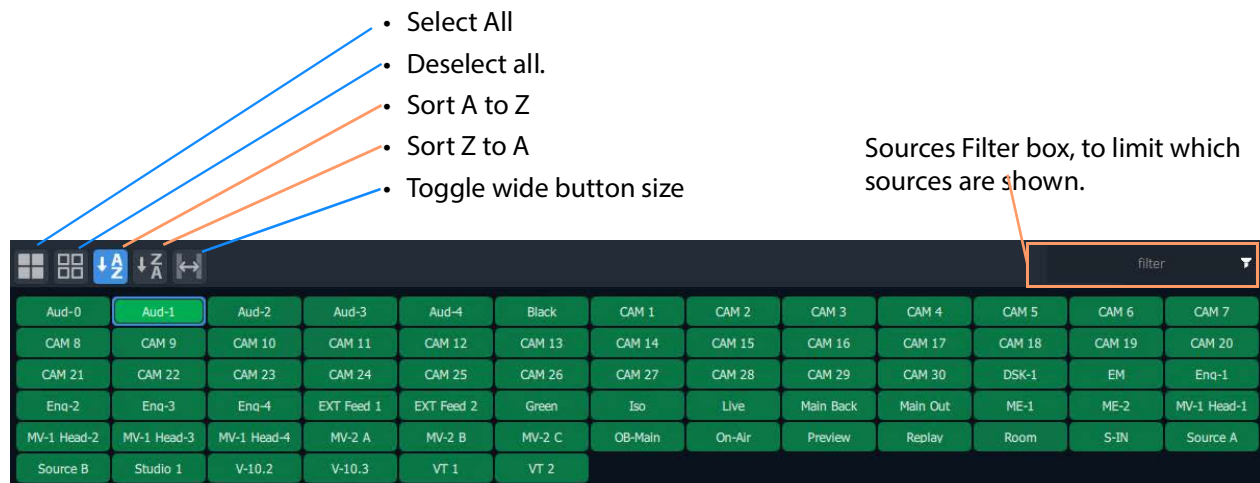 • Select All
• Deselect all.
• Sort A to Z
• Sort Z to A
• Toggle wide button size
Sources Filter box, to limit which
sources are shown.
A Z Z A filter
Aud-0 Aud-1 Aud-2 Aud-3 Aud-4 Black CAM 1 CAM 2 CAM 3 CAM 4 CAM 5 CAM 6 CAM 7
CAM 8 CAM 9 CAM 10 CAM 11 CAM 12 CAM 13 CAM 14 CAM 15 CAM 16 CAM 17 CAM 18 CAM 19 CAM 20
CAM 21 CAM 22 CAM 23 CAM 24 CAM 25 CAM 26 CAM 27 CAM 28 CAM 29 CAM 30 DSK-1 EM Eng-1
Eng-2 Eng-3 Eng-4 EXT Feed 1 EXT Feed 2 Green Iso Live Main Back Main Out ME-1 ME-2 MV-1 Head-1
MV-1 Head-2 MV-1 Head-3 MV-1 Head-4 MV-2 A MV-2 B MV-2 C OB-Main On-Air Preview Replay Room S-IN Source A
Source B Studio 1 V-10.2 V-10.3 VT 1 VT 2